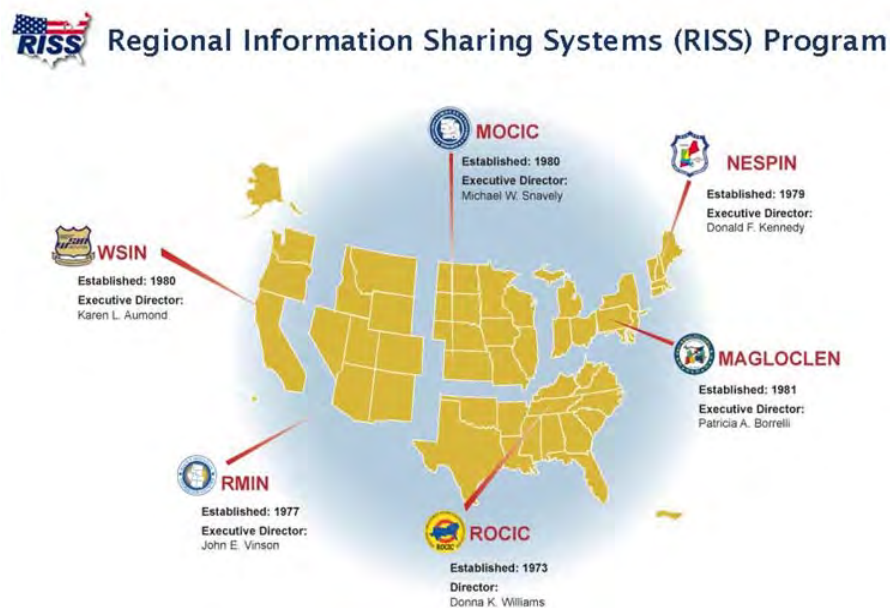 RISS
Regional Information Sharing Systems (RISS) Program
MOCIC
Established: 1980
Executive Director:
Michael W. Snavely
NESPIN
Established: 1979
Executive Director:
Donald F. Kennedy
WSIN
Established: 1980
Executive Director:
Karen L. Aumond
MAGLOCLEN
Established: 1981
Executive Director:
Patricia A. Borrelli
RMIN
Established: 1977
Executive Director:
John E. Vinson
ROCIC
ROCIC
Established: 1973
Director:
Donna K. Williams